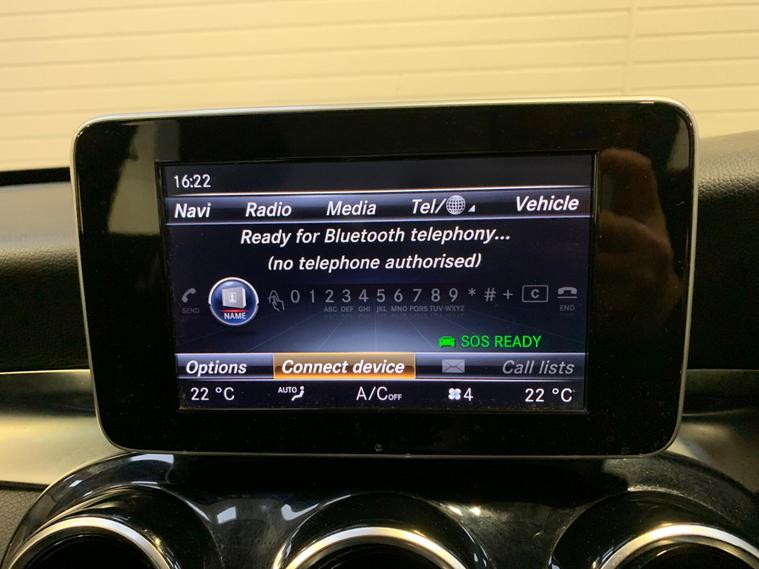 16:22
Navi Radio Media Tel/ Vehicle
Ready for Bluetooth telephony...
(no telephone authorised)
0 1 2 3 4 5 6 7 8 9 * # + C
SEND NAME ABC DEF GHI JKL MNO PQRS TUV WXYZ END
SOS READY
Options Connect device Call lists
22 °C AUTO A/C OFF 4 22 °C